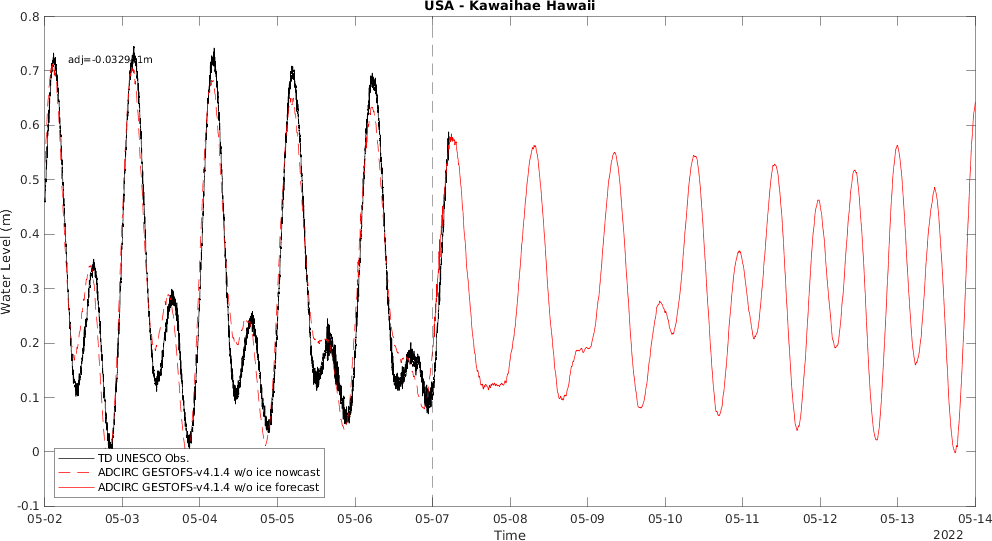 USA - Kawaihae Hawaii
0.8
0.7
0.6
0.5
0.4
0.3
0.2
0.1
0
-0.1
Water Level (m)
TD UNESCO Obs.
ADCIRC GESTOFS-v4.1.4 w/o ice nowcast
ADCIRC GESTOFS-v4.1.4 w/o ice forecast
05-02 05-03 05-04 05-05 05-06 05-07 05-08 05-09 05-10 05-11 05-12 05-13 05-14
Time
2022